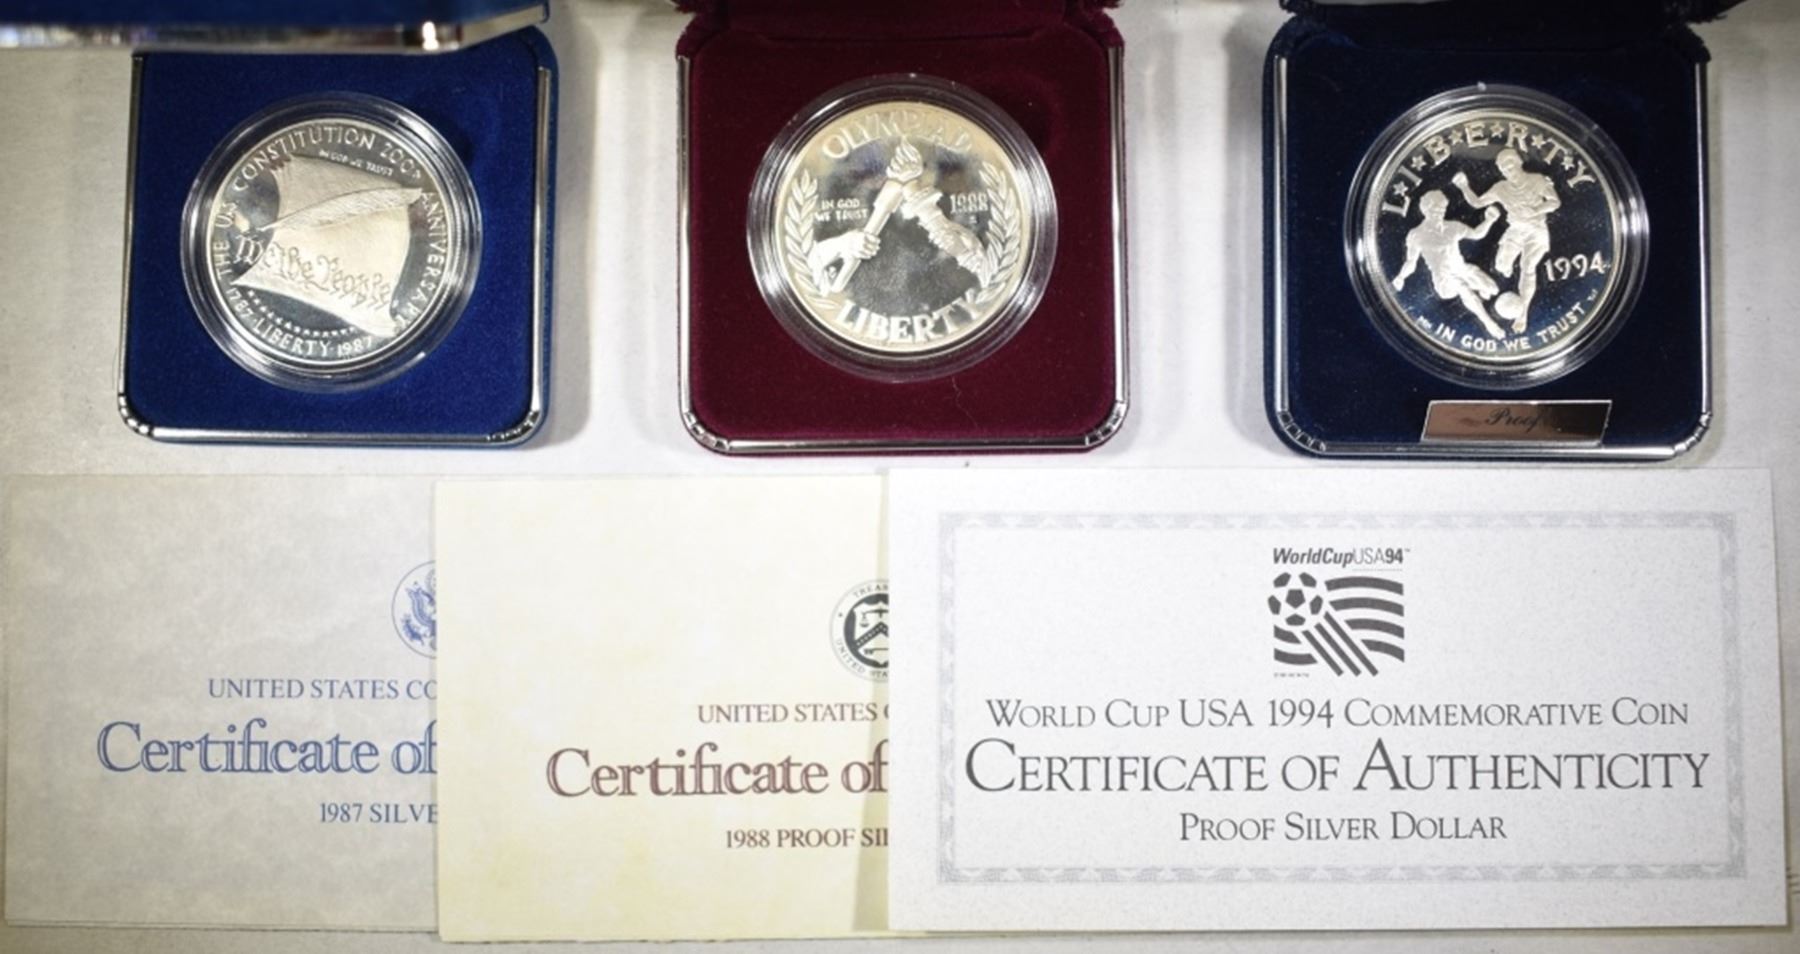 THE U.S. CONSTITUTION 200th ANNIVERSARY
IN GOD WE TRUST
We the People
1787·LIBERTY·1987
OLYMPIAD
IN GOD
WE TRUST
1988
S
LIBERTY
L★I★B★E★R★T★Y
1994
IN GOD WE TRUST
Proof
UNITED STATES CO
Certificate of
1987 SILVE
UNITED STATES
Certificate of
1988 PROOF SI
WorldCupUSA94™
WORLD CUP USA 1994 COMMEMORATIVE COIN
CERTIFICATE OF AUTHENTICITY
PROOF SILVER DOLLAR